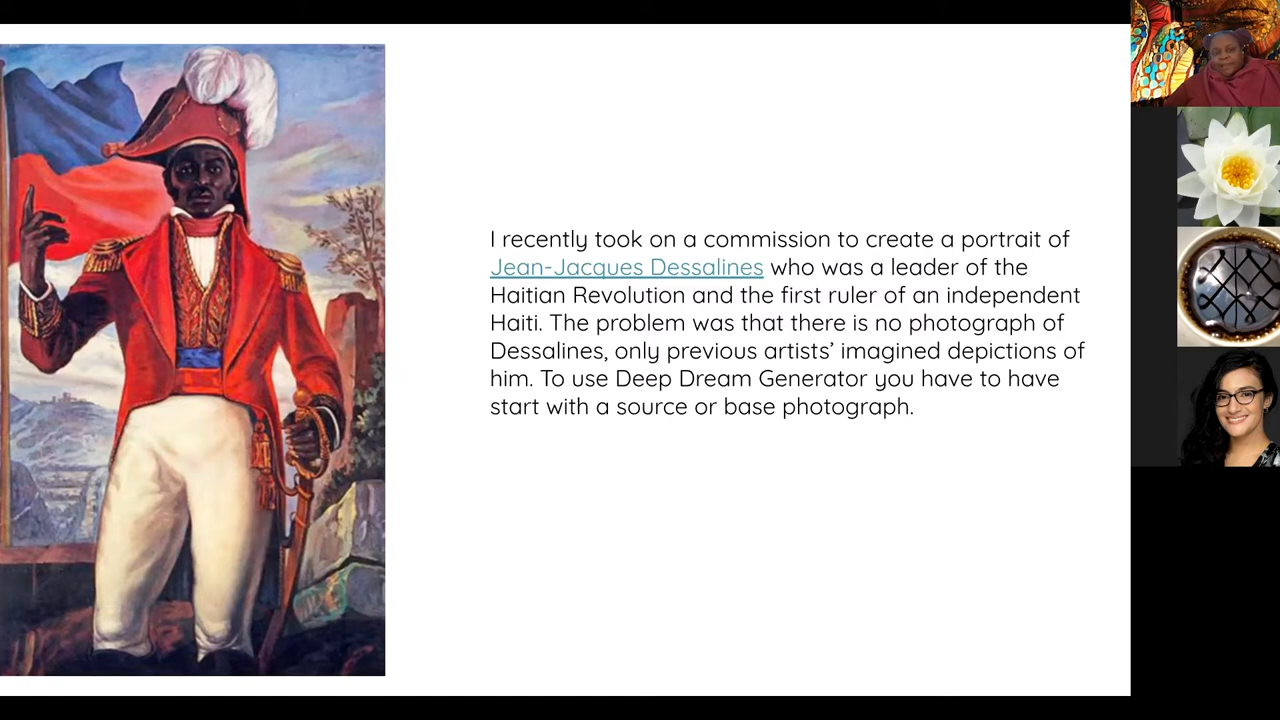 I recently took on a commission to create a portrait of
Jean-Jacques Dessalines who was a leader of the
Haitian Revolution and the first ruler of an independent
Haiti. The problem was that there is no photograph of
Dessalines, only previous artists’ imagined depictions of
him. To use Deep Dream Generator you have to have
start with a source or base photograph.